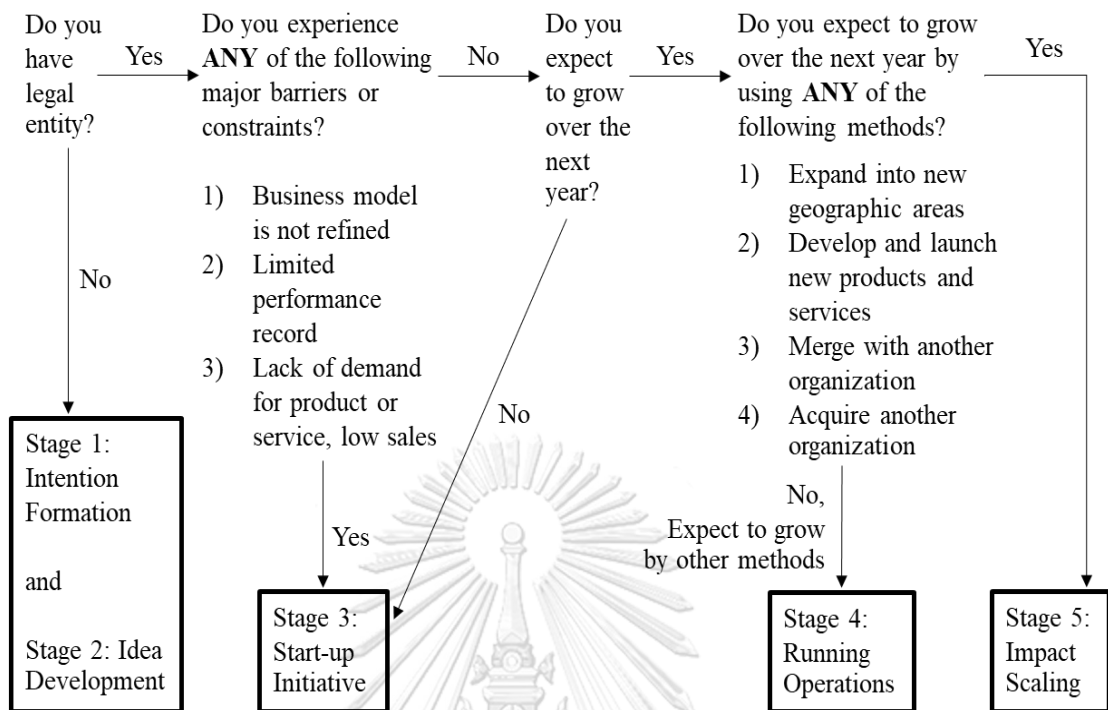 Do you
have
legal
entity?
Yes
No
Do you experience
ANY of the following
major barriers or
constraints?
1) Business model
is not refined
2) Limited
performance
record
3) Lack of demand
for product or
service, low sales
No
Yes
Do you
expect
to grow
over the
next
year?
Yes
No
Do you expect to grow
over the next year by
using ANY of the
following methods?
1) Expand into new
geographic areas
2) Develop and launch
new products and
services
3) Merge with another
organization
4) Acquire another
organization
Yes
No,
Expect to grow
by other methods
Stage 1:
Intention
Formation
and
Stage 2: Idea
Development
Stage 3:
Start-up
Initiative
Stage 4:
Running
Operations
Stage 5:
Impact
Scaling